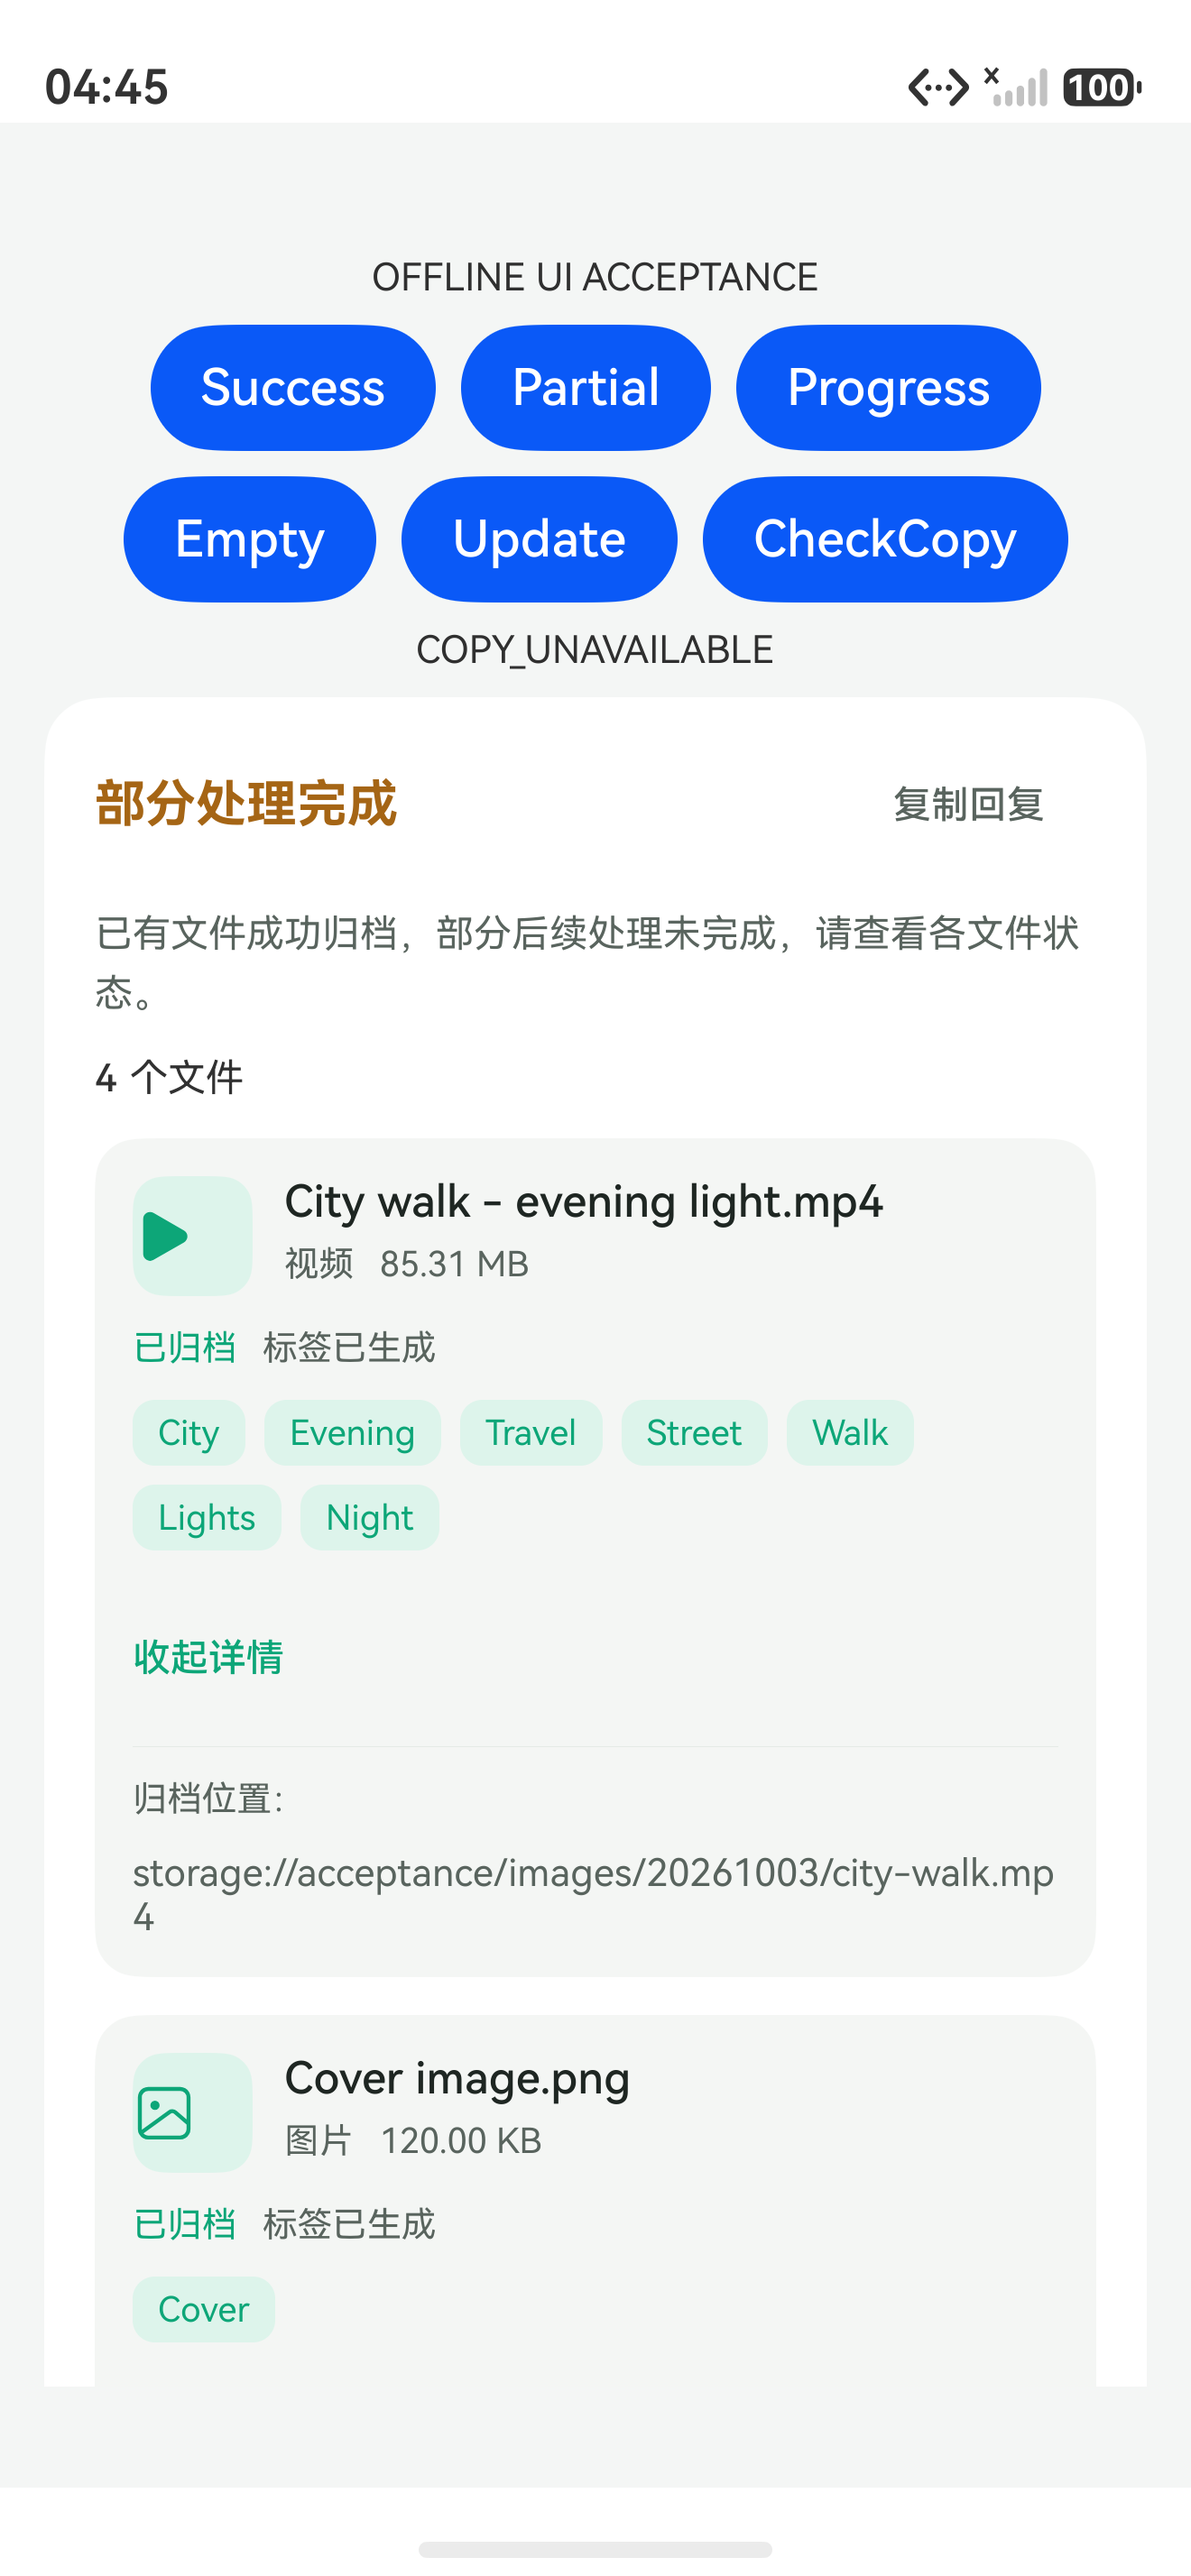 04:45
100
OFFLINE UI ACCEPTANCE
Success Partial Progress
Empty Update CheckCopy
COPY_UNAVAILABLE
部分处理完成 复制回复
已有文件成功归档，部分后续处理未完成，请查看各文件状
态。
4 个文件
City walk - evening light.mp4
视频 85.31 MB
已归档 标签已生成
City Evening Travel Street Walk
Lights Night
收起详情
归档位置：
storage://acceptance/images/20261003/city-walk.mp
4
Cover image.png
图片 120.00 KB
已归档 标签已生成
Cover